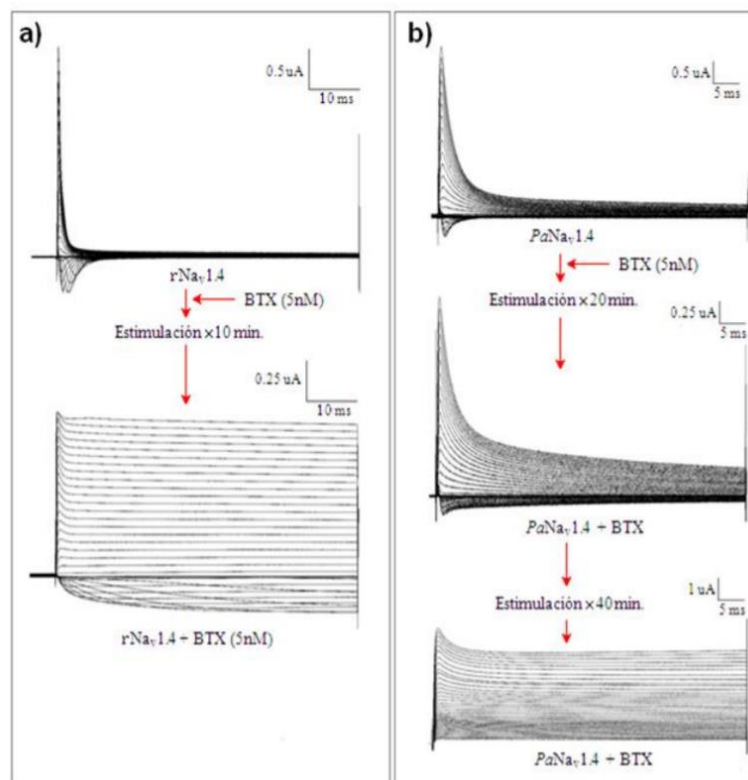 a)
0.5 uA
10 ms
rNaᵥ1.4
BTX (5nM)
Estimulación ×10 min.
0.25 uA
10 ms
rNaᵥ1.4 + BTX (5nM)
b)
0.5 uA
5 ms
PaNaᵥ1.4
BTX (5nM)
Estimulación ×20 min.
0.25 uA
5 ms
PaNaᵥ1.4 + BTX
Estimulación ×40 min.
1 uA
5 ms
PaNaᵥ1.4 + BTX